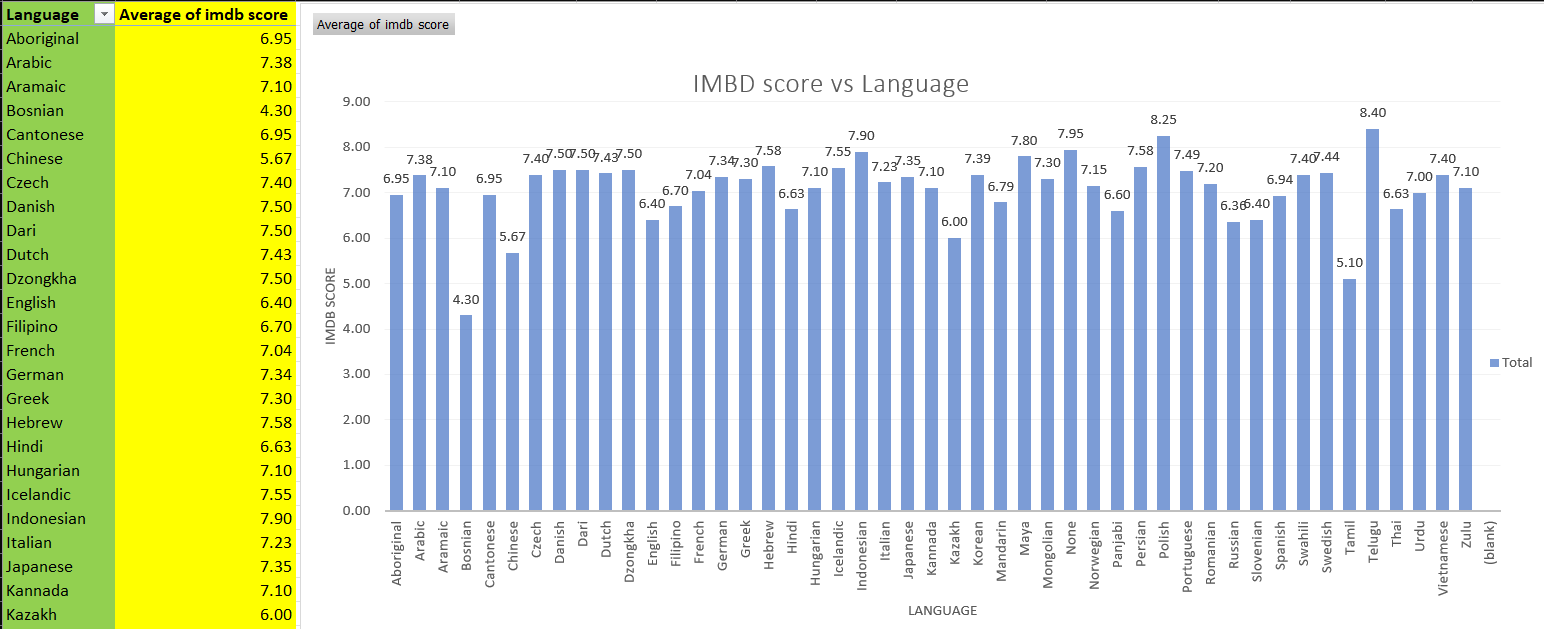 Language Average of imdb score
Aboriginal 6.95
Arabic 7.38
Aramaic 7.10
Bosnian 4.30
Cantonese 6.95
Chinese 5.67
Czech 7.40
Danish 7.50
Dari 7.50
Dutch 7.43
Dzongkha 7.50
English 6.40
Filipino 6.70
French 7.04
German 7.34
Greek 7.30
Hebrew 7.58
Hindi 6.63
Hungarian 7.10
Icelandic 7.55
Indonesian 7.90
Italian 7.23
Japanese 7.35
Kannada 7.10
Kazakh 6.00
Average of imdb score
IMBD score vs Language
9.00
8.00
7.00
6.00
5.00
4.00
3.00
2.00
1.00
0.00
IMDB SCORE
6.95 7.38 7.10 4.30 6.95 5.67 7.40 7.50 7.50 7.43 7.50 6.40 6.70 7.04 7.34 7.30 7.58 6.63 7.10 7.55 7.90 7.23 7.35 7.10 6.00 7.39 6.79 7.80 7.30 7.95 7.15 6.60 7.58 8.25 7.49 7.20 6.36 6.40 6.94 7.40 7.44 5.10 8.40 6.63 7.00 7.40 7.10
Aboriginal
Arabic
Aramaic
Bosnian
Cantonese
Chinese
Czech
Danish
Dari
Dutch
Dzongkha
English
Filipino
French
German
Greek
Hebrew
Hindi
Hungarian
Icelandic
Indonesian
Italian
Japanese
Kannada
Kazakh
Korean
Mandarin
Maya
Mongolian
None
Norwegian
Panjabi
Persian
Polish
Portuguese
Romanian
Russian
Slovenian
Spanish
Swahili
Swedish
Tamil
Telugu
Thai
Urdu
Vietnamese
Zulu
(blank)
LANGUAGE
Total